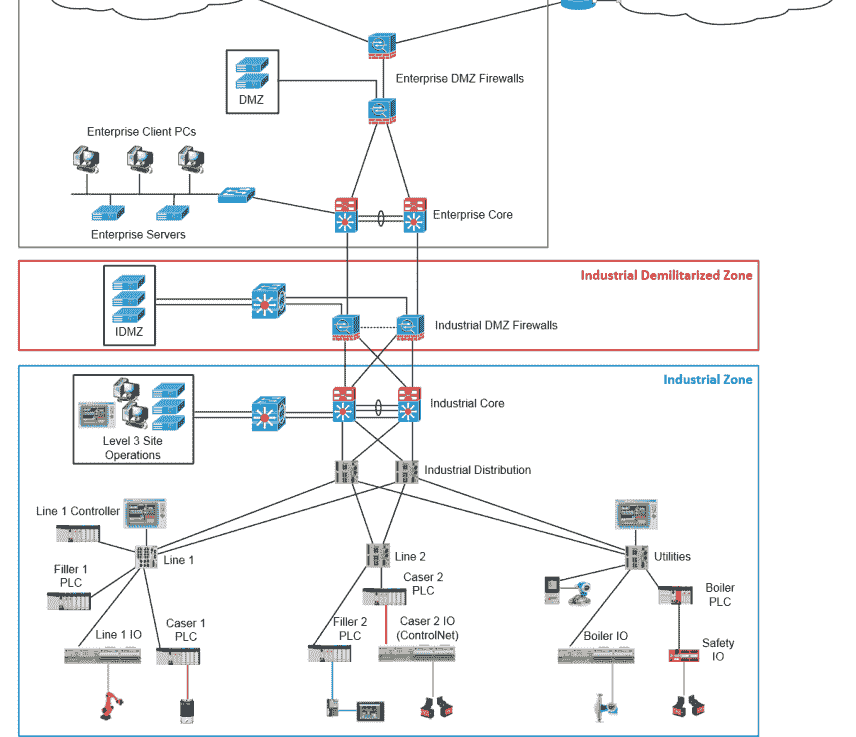 Enterprise DMZ Firewalls
DMZ
Enterprise Client PCs
Enterprise Core
Enterprise Servers
Industrial Demilitarized Zone
IDMZ
Industrial DMZ Firewalls
Industrial Zone
Industrial Core
Level 3 Site
Operations
Industrial Distribution
Line 1 Controller
Line 1
Line 2
Utilities
Filler 1
PLC
Caser 2
PLC
Boiler
PLC
Line 1 IO
Caser 1
PLC
Filler 2
PLC
Caser 2 IO
(ControlNet)
Boiler IO
Safety
IO